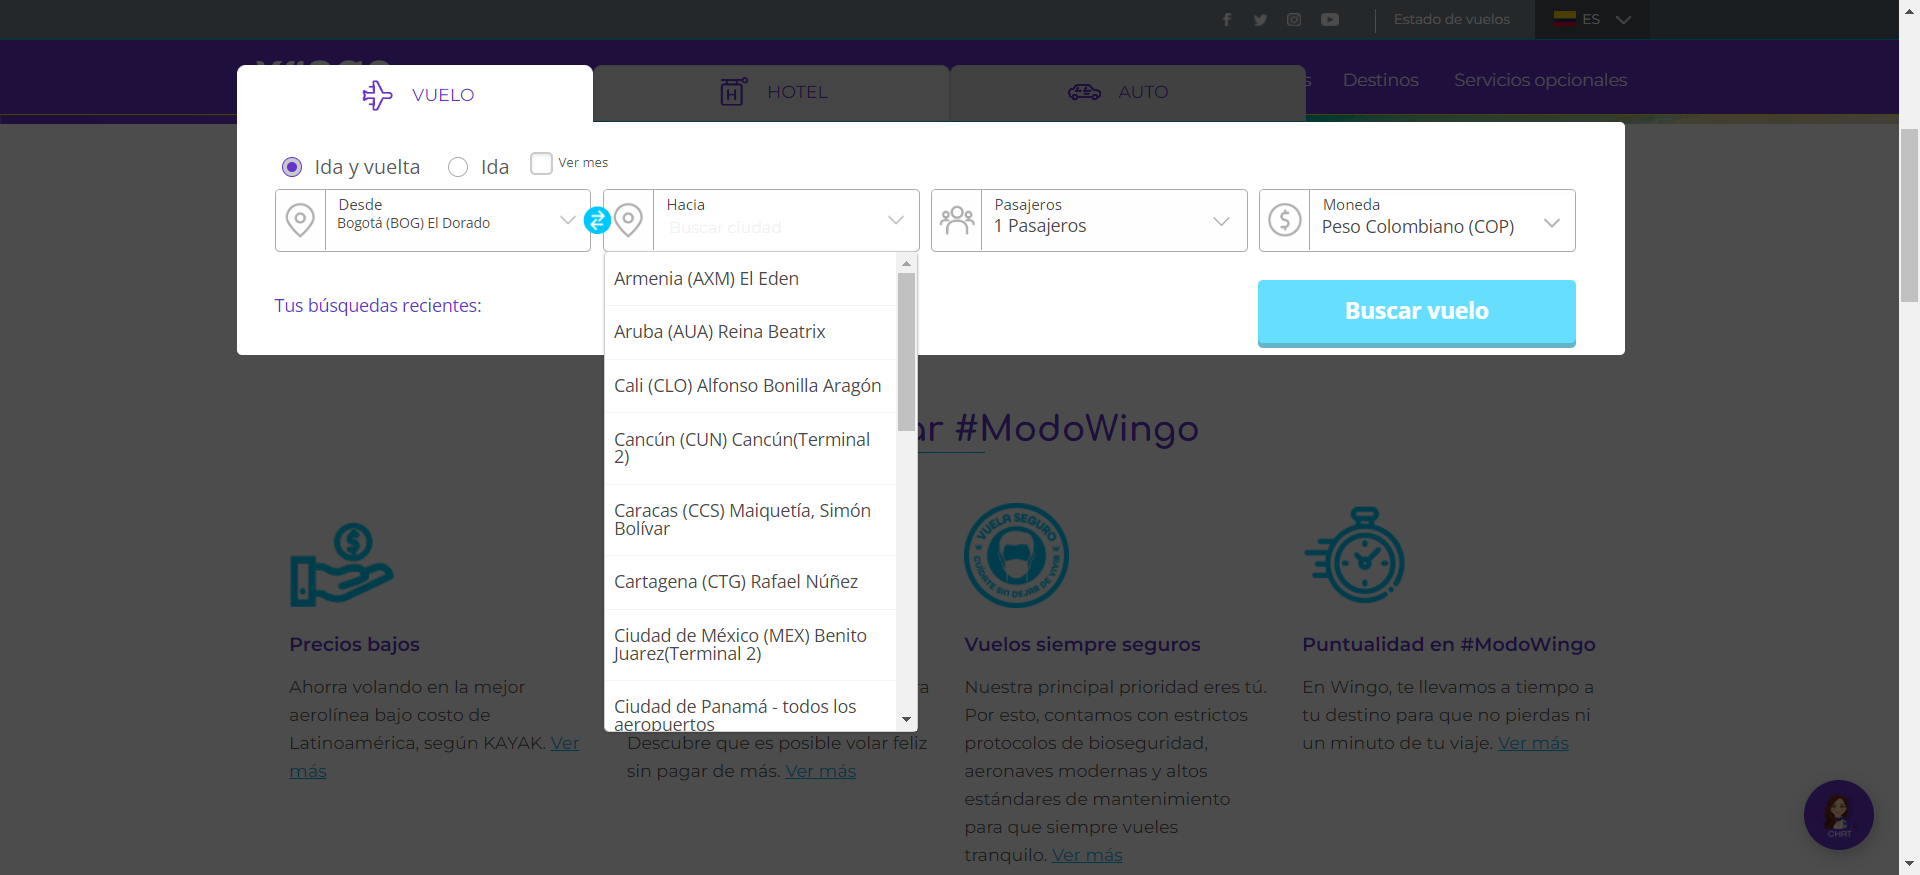 Estado de vuelos
ES
VUELO
HOTEL
AUTO
s
Destinos
Servicios opcionales
Ida y vuelta
Ida
Ver mes
Desde
Bogotá (BOG) El Dorado
Hacia
Buscar ciudad
Pasajeros
1 Pasajeros
Moneda
Peso Colombiano (COP)
Tus búsquedas recientes:
Buscar vuelo
Armenia (AXM) El Eden
Aruba (AUA) Reina Beatrix
Cali (CLO) Alfonso Bonilla Aragón
Cancún (CUN) Cancún(Terminal
2)
Caracas (CCS) Maiquetía, Simón
Bolívar
Cartagena (CTG) Rafael Núñez
Ciudad de México (MEX) Benito
Juarez(Terminal 2)
Ciudad de Panamá - todos los
aeropuertos
ar #ModoWingo
Precios bajos
Ahorra volando en la mejor
aerolínea bajo costo de
Latinoamérica, según KAYAK. Ver
más
a
Descubre que es posible volar feliz
sin pagar de más. Ver más
VUELA SEGURO
CUÍDATE SIN DEJAR DE VIVIR
Vuelos siempre seguros
Nuestra principal prioridad eres tú.
Por esto, contamos con estrictos
protocolos de bioseguridad,
aeronaves modernas y altos
estándares de mantenimiento
para que siempre vueles
tranquilo. Ver más
Puntualidad en #ModoWingo
En Wingo, te llevamos a tiempo a
tu destino para que no pierdas ni
un minuto de tu viaje. Ver más
CHAT